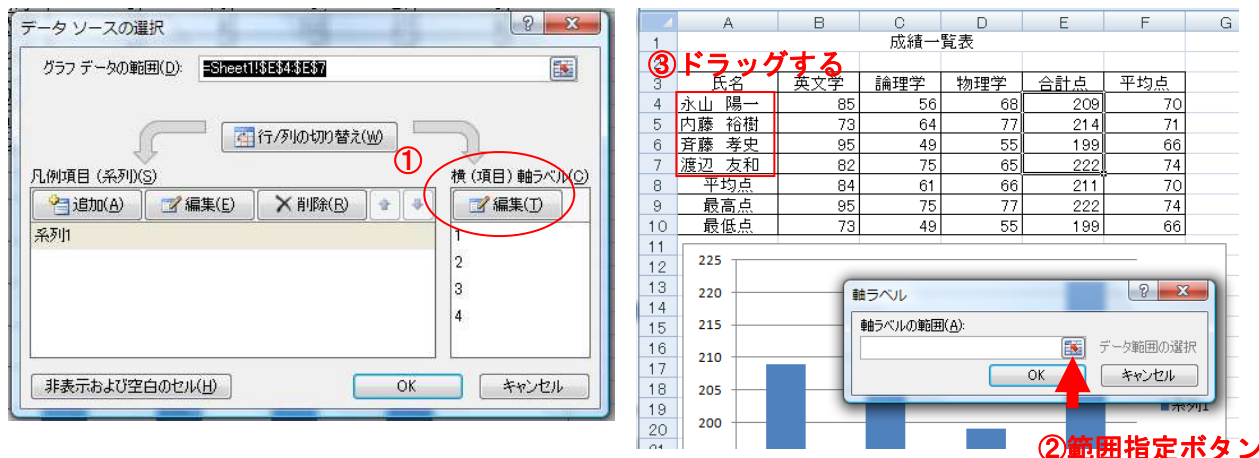 データ ソースの選択
グラフ データの範囲(D): =Sheet1!$E$4:$E$7
行/列の切り替え(W)
①
凡例項目 (系列)(S)
横 (項目) 軸ラベル(C)
追加(A) 編集(E) 削除(R)
編集(T)
系列1
1
2
3
4
非表示および空白のセル(H) OK キャンセル
A B C D E F G
1 成績一覧表
③ドラッグする
3 氏名 英文学 論理学 物理学 合計点 平均点
4 永山 陽一 85 56 68 209 70
5 内藤 裕樹 73 64 77 214 71
6 斉藤 孝史 95 49 55 199 66
7 渡辺 友和 82 75 65 222 74
8 平均点 84 61 66 211 70
9 最高点 95 75 77 222 74
10 最低点 73 49 55 199 66
11
12
13
14
15
16
17
18
19
20
21
225
220
215
210
205
200
軸ラベル
軸ラベルの範囲(A):
データ範囲の選択
OK キャンセル
系列1
②範囲指定ボタン